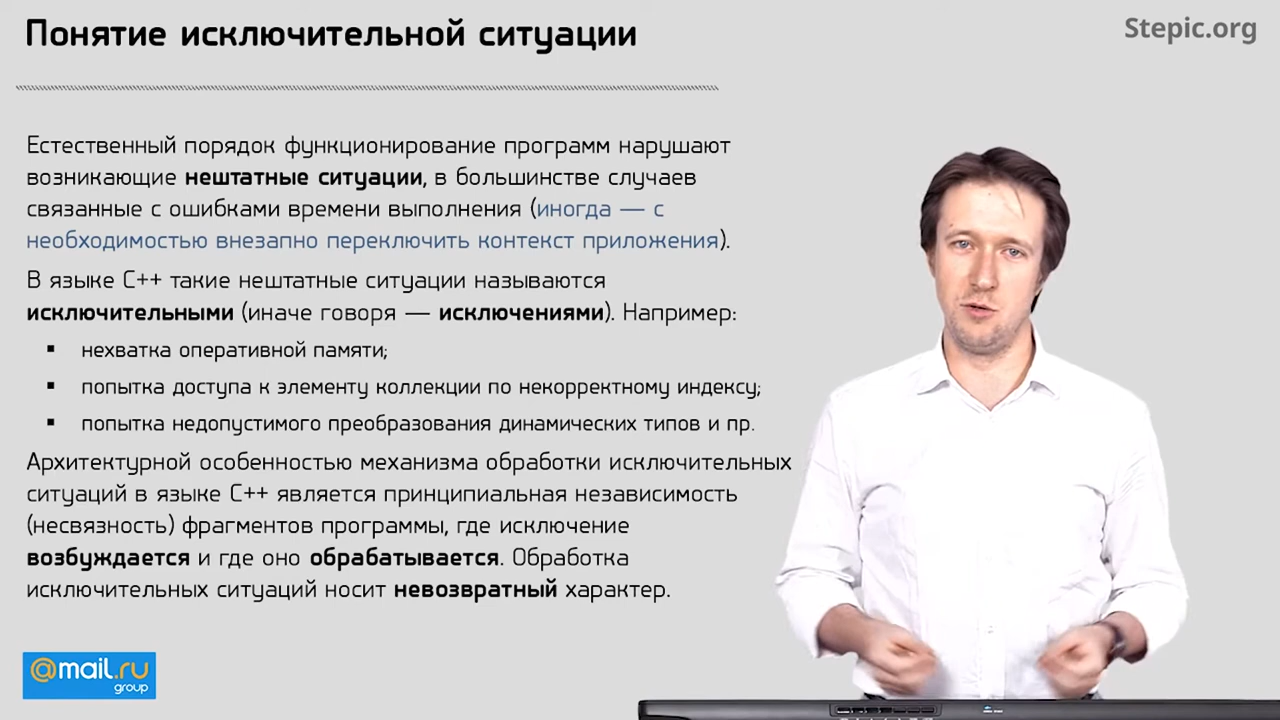 Понятие исключительной ситуации
Stepic.org
Естественный порядок функционирование программ нарушают
возникающие нештатные ситуации, в большинстве случаев
связанные с ошибками времени выполнения (иногда — с
необходимостью внезапно переключить контекст приложения).
В языке C++ такие нештатные ситуации называются
исключительными (иначе говоря — исключениями). Например:
▪ нехватка оперативной памяти;
▪ попытка доступа к элементу коллекции по некорректному индексу;
▪ попытка недопустимого преобразования динамических типов и пр.
Архитектурной особенностью механизма обработки исключительных
ситуаций в языке C++ является принципиальная независимость
(несвязность) фрагментов программы, где исключение
возбуждается и где оно обрабатывается. Обработка
исключительных ситуаций носит невозвратный характер.
@mail.ru
group